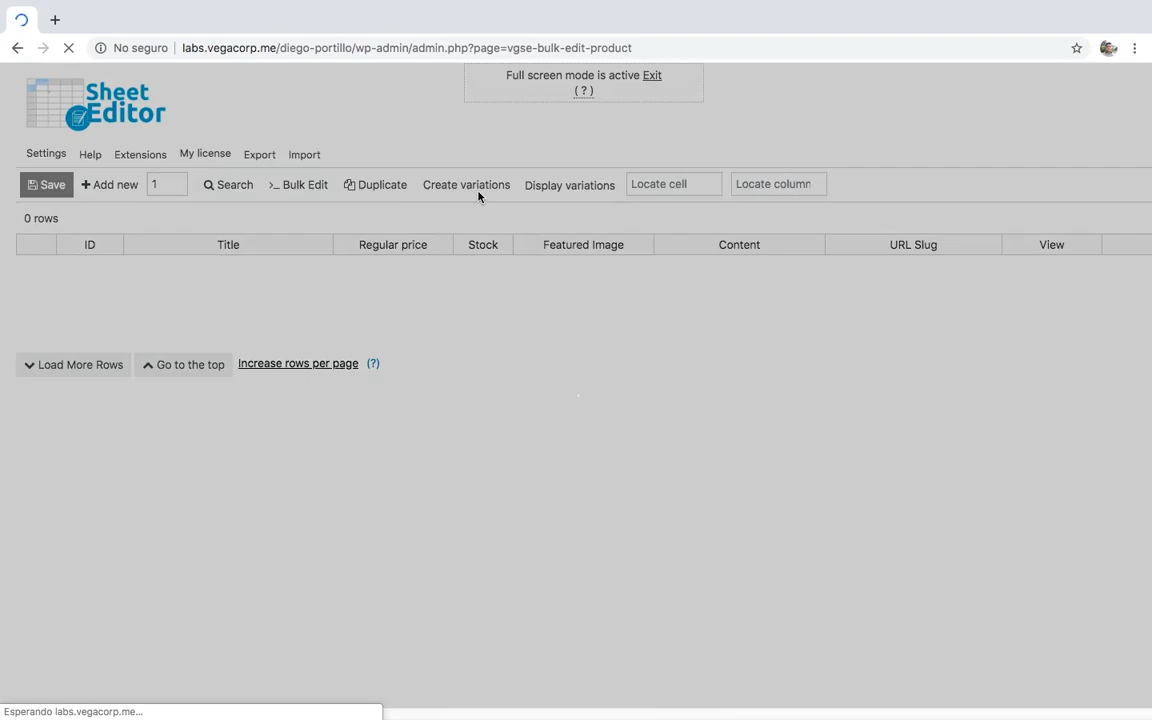 No seguro
labs.vegacorp.me/diego-portillo/wp-admin/admin.php?page=vgse-bulk-edit-product
Full screen mode is active Exit
( ? )
Sheet
Editor
Settings Help Extensions My license Export Import
Save Add new 1 Search >_ Bulk Edit Duplicate Create variations Display variations Locate cell Locate column
0 rows
ID Title Regular price Stock Featured Image Content URL Slug View
Load More Rows Go to the top Increase rows per page (?)
Esperando labs.vegacorp.me...